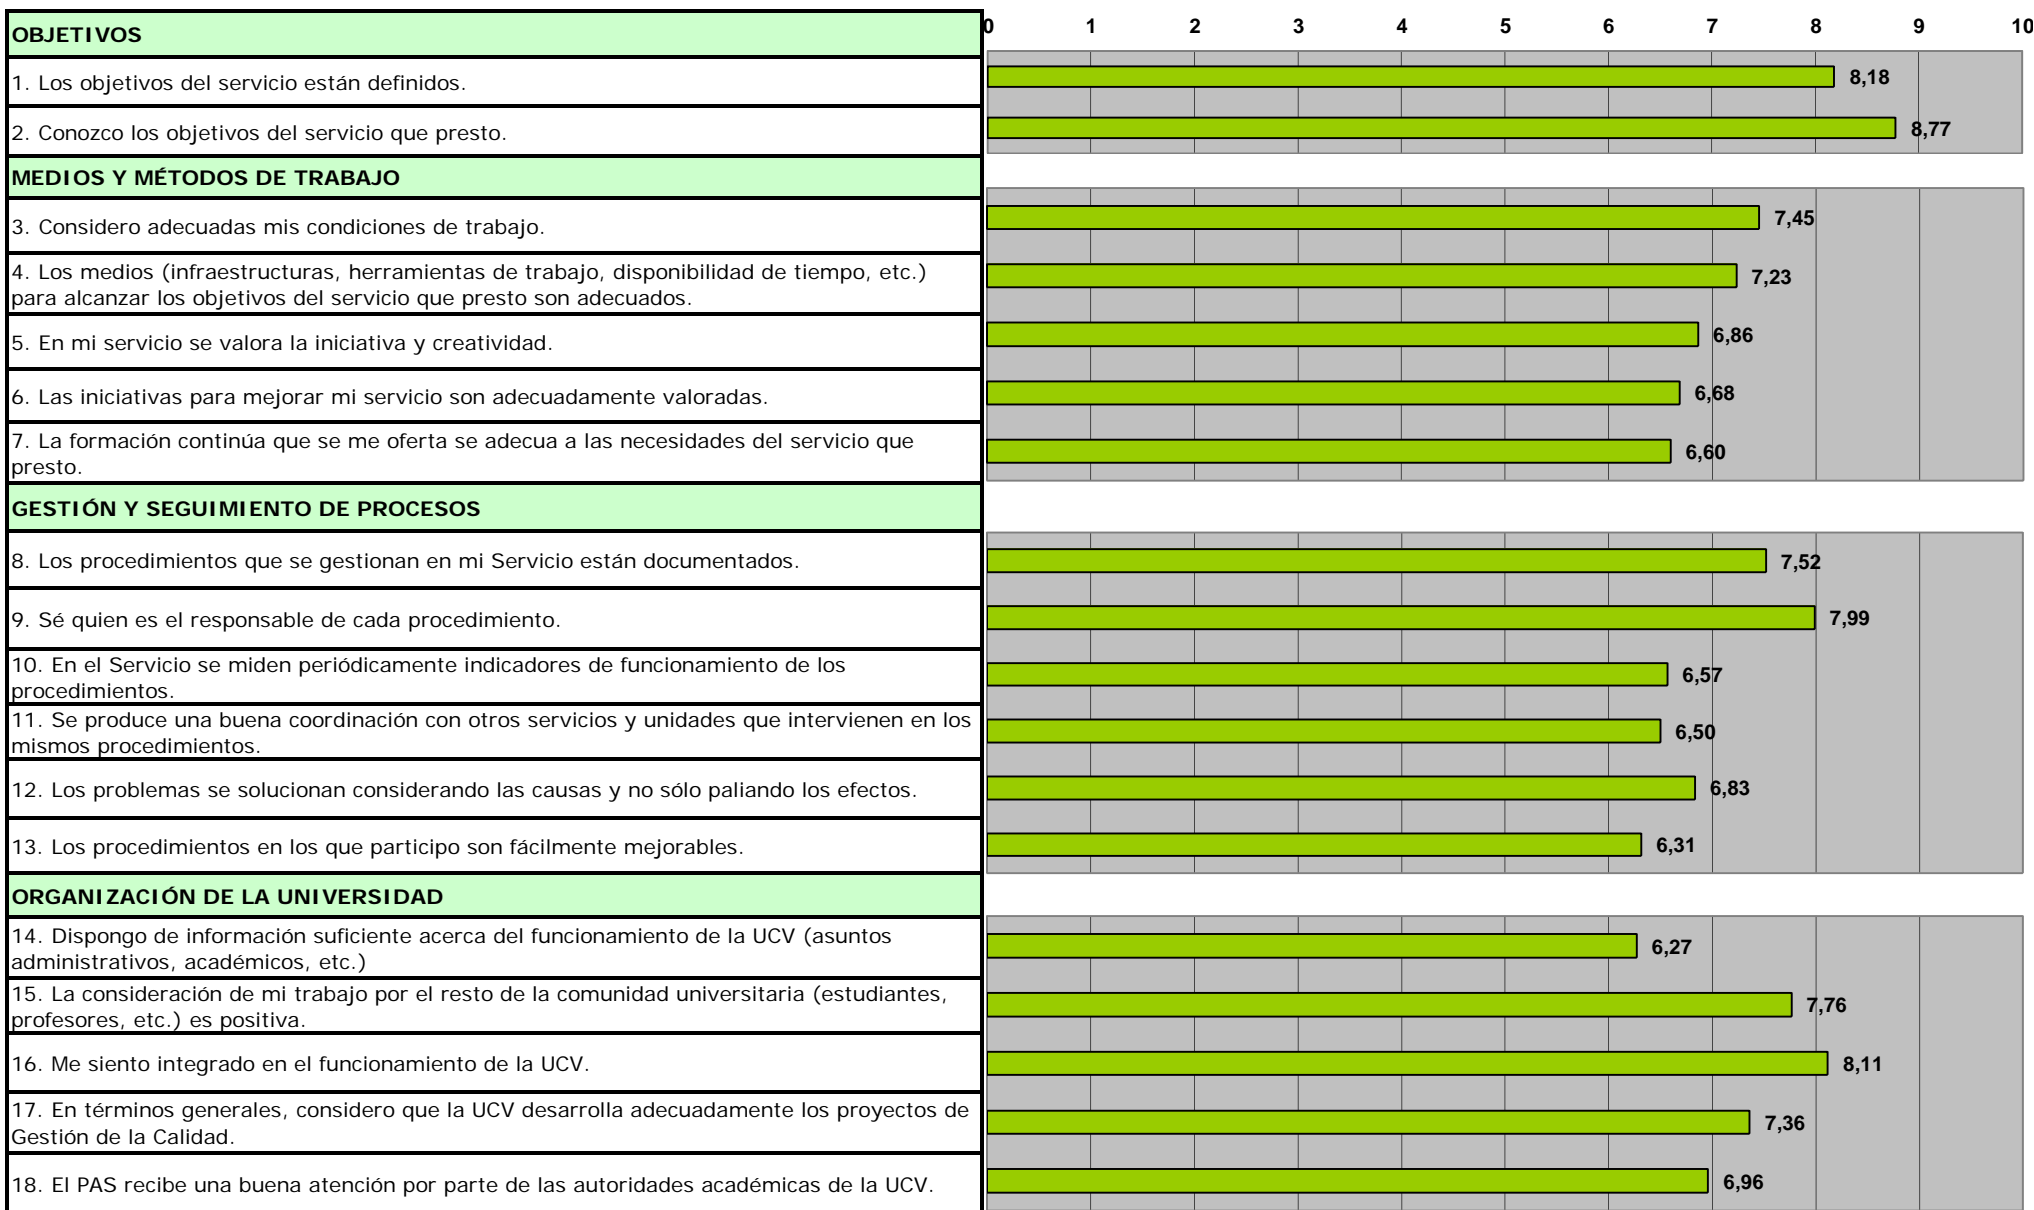 OBJETIVOS
0 1 2 3 4 5 6 7 8 9 10
1. Los objetivos del servicio están definidos.
8,18
2. Conozco los objetivos del servicio que presto.
8,77
MEDIOS Y MÉTODOS DE TRABAJO
3. Considero adecuadas mis condiciones de trabajo.
7,45
4. Los medios (infraestructuras, herramientas de trabajo, disponibilidad de tiempo, etc.)
para alcanzar los objetivos del servicio que presto son adecuados.
7,23
5. En mi servicio se valora la iniciativa y creatividad.
6,86
6. Las iniciativas para mejorar mi servicio son adecuadamente valoradas.
6,68
7. La formación continúa que se me oferta se adecua a las necesidades del servicio que
presto.
6,60
GESTIÓN Y SEGUIMIENTO DE PROCESOS
8. Los procedimientos que se gestionan en mi Servicio están documentados.
7,52
9. Sé quien es el responsable de cada procedimiento.
7,99
10. En el Servicio se miden periódicamente indicadores de funcionamiento de los
procedimientos.
6,57
11. Se produce una buena coordinación con otros servicios y unidades que intervienen en los
mismos procedimientos.
6,50
12. Los problemas se solucionan considerando las causas y no sólo paliando los efectos.
6,83
13. Los procedimientos en los que participo son fácilmente mejorables.
6,31
ORGANIZACIÓN DE LA UNIVERSIDAD
14. Dispongo de información suficiente acerca del funcionamiento de la UCV (asuntos
administrativos, académicos, etc.)
6,27
15. La consideración de mi trabajo por el resto de la comunidad universitaria (estudiantes,
profesores, etc.) es positiva.
7,76
16. Me siento integrado en el funcionamiento de la UCV.
8,11
17. En términos generales, considero que la UCV desarrolla adecuadamente los proyectos de
Gestión de la Calidad.
7,36
18. El PAS recibe una buena atención por parte de las autoridades académicas de la UCV.
6,96